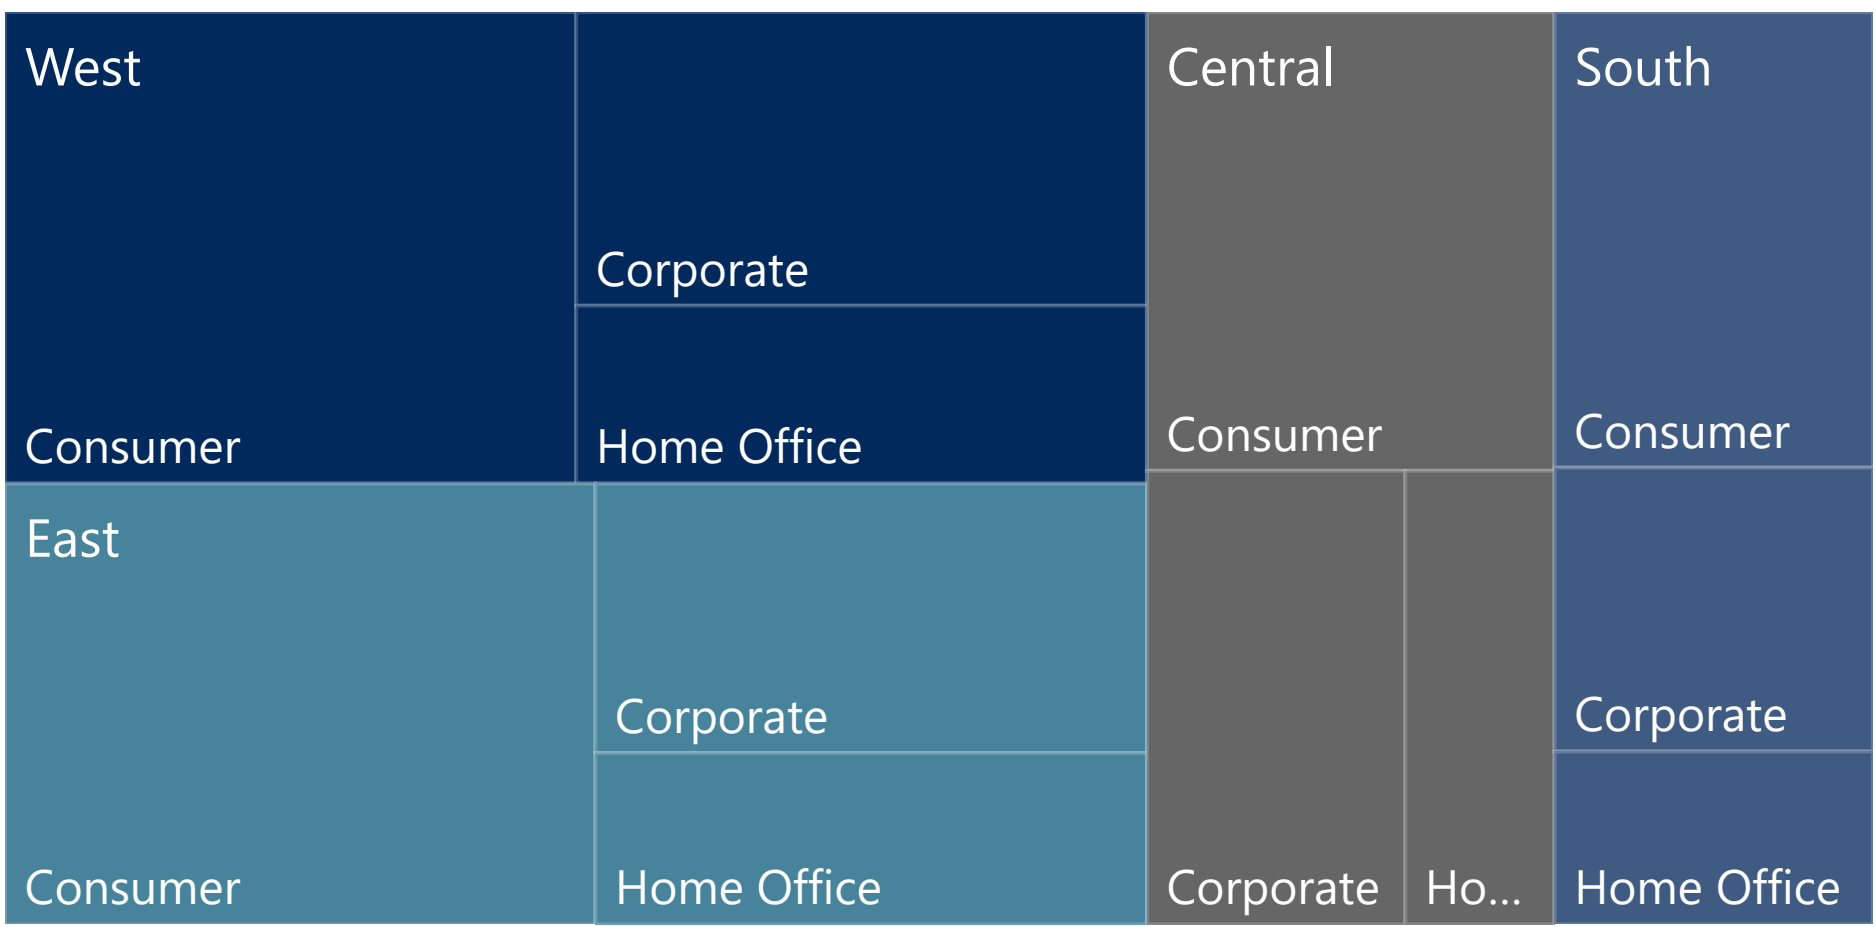 West
Corporate
Consumer
Home Office
East
Corporate
Consumer
Home Office
Central
Consumer
Corporate
Ho...
South
Consumer
Corporate
Home Office